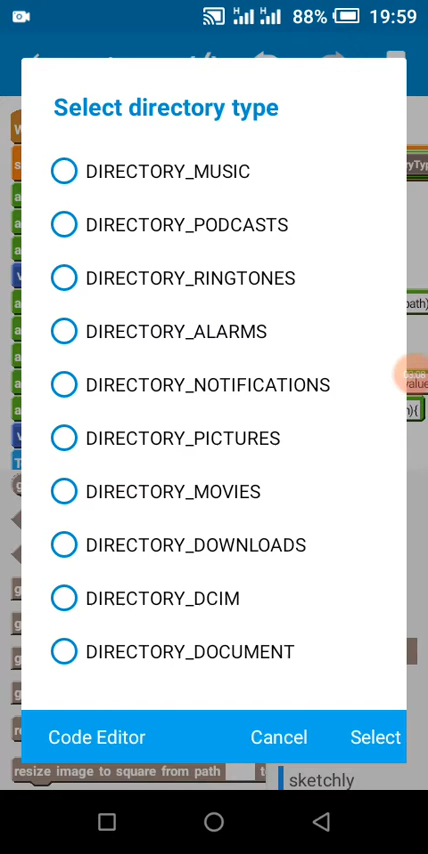 H H 88% 19:59
Select directory type
DIRECTORY_MUSIC
DIRECTORY_PODCASTS
DIRECTORY_RINGTONES
DIRECTORY_ALARMS
DIRECTORY_NOTIFICATIONS
DIRECTORY_PICTURES
DIRECTORY_MOVIES
DIRECTORY_DOWNLOADS
DIRECTORY_DCIM
DIRECTORY_DOCUMENT
Code Editor Cancel Select
resize image to square from path
sketchly